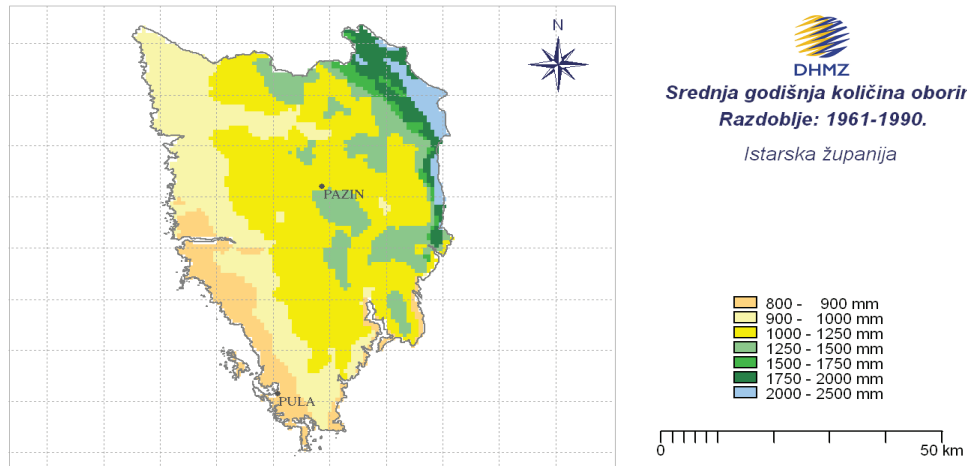 N
DHMZ
Srednja godišnja količina oborin
Razdoblje: 1961-1990.
Istarska županija
PAZIN
PULA
800 - 900 mm
900 - 1000 mm
1000 - 1250 mm
1250 - 1500 mm
1500 - 1750 mm
1750 - 2000 mm
2000 - 2500 mm
0 50 km